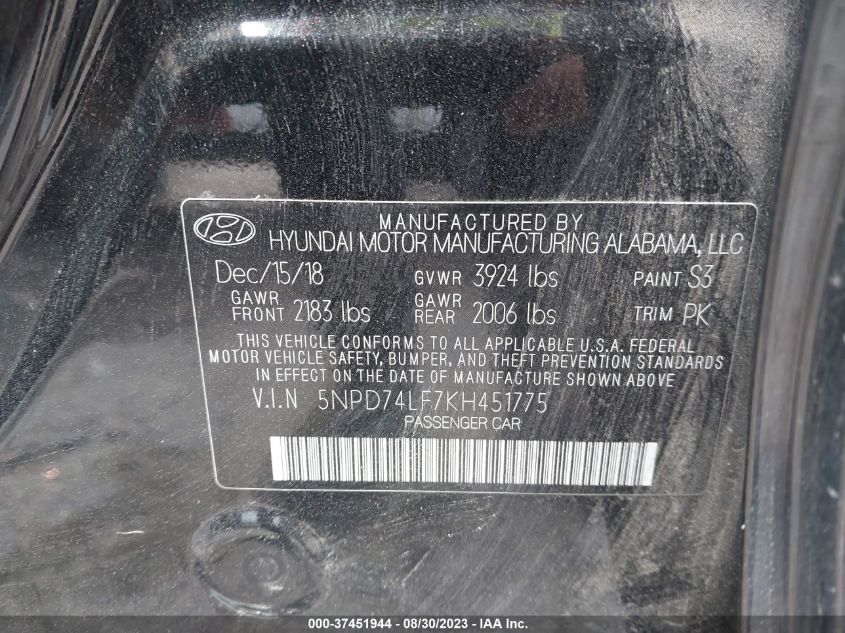 MANUFACTURED BY
HYUNDAI MOTOR MANUFACTURING ALABAMA, LLC
Dec/15/18 GVWR 3924 lbs PAINT S3
GAWR FRONT 2183 lbs GAWR REAR 2006 lbs TRIM PK
THIS VEHICLE CONFORMS TO ALL APPLICABLE U.S.A. FEDERAL
MOTOR VEHICLE SAFETY, BUMPER, AND THEFT PREVENTION STANDARDS
IN EFFECT ON THE DATE OF MANUFACTURE SHOWN ABOVE
V.I.N 5NPD74LF7KH451775
PASSENGER CAR
000-37451944 - 08/30/2023 - IAA Inc.